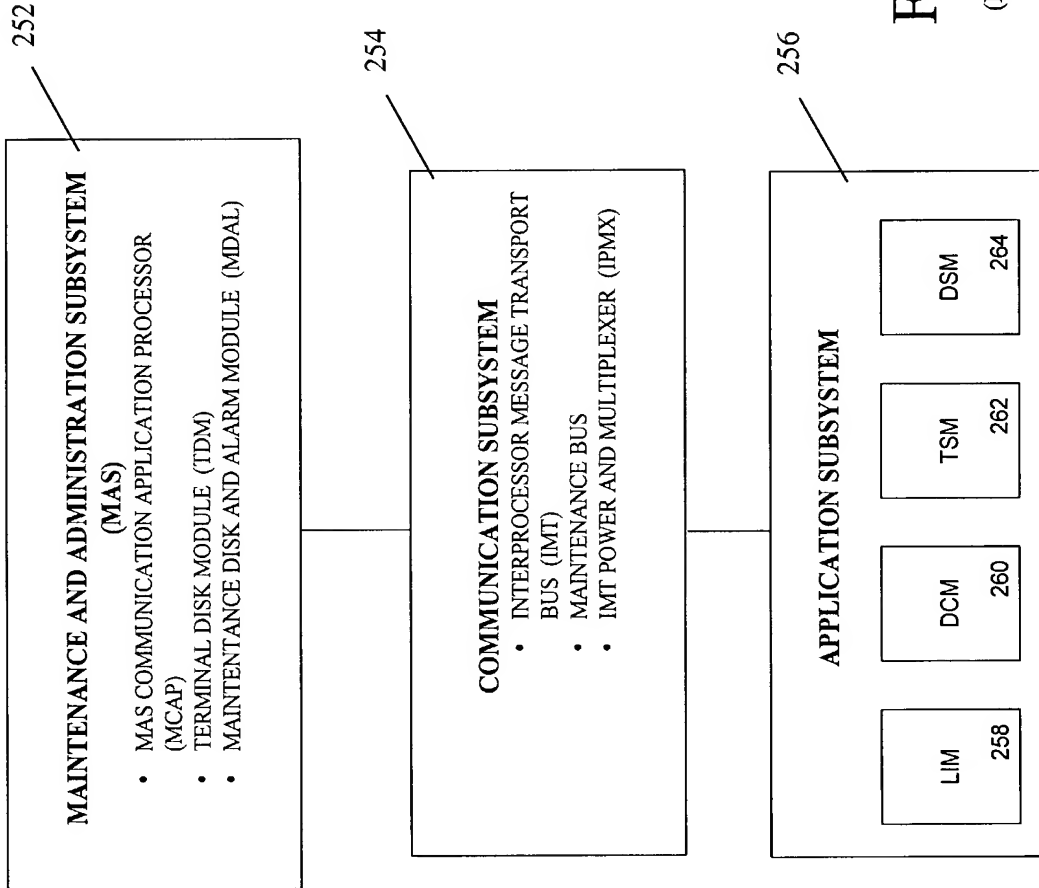 252
MAINTENANCE AND ADMINISTRATION SUBSYSTEM
(MAS)
• MAS COMMUNICATION APPLICATION PROCESSOR
(MCAP)
• TERMINAL DISK MODULE (TDM)
• MAINTENTANCE DISK AND ALARM MODULE (MDAL)
254
COMMUNICATION SUBSYSTEM
• INTERPROCESSOR MESSAGE TRANSPORT
BUS (IMT)
• MAINTENANCE BUS
• IMT POWER AND MULTIPLEXER (IPMX)
256
APPLICATION SUBSYSTEM
LIM
258
DCM
260
TSM
262
DSM
264